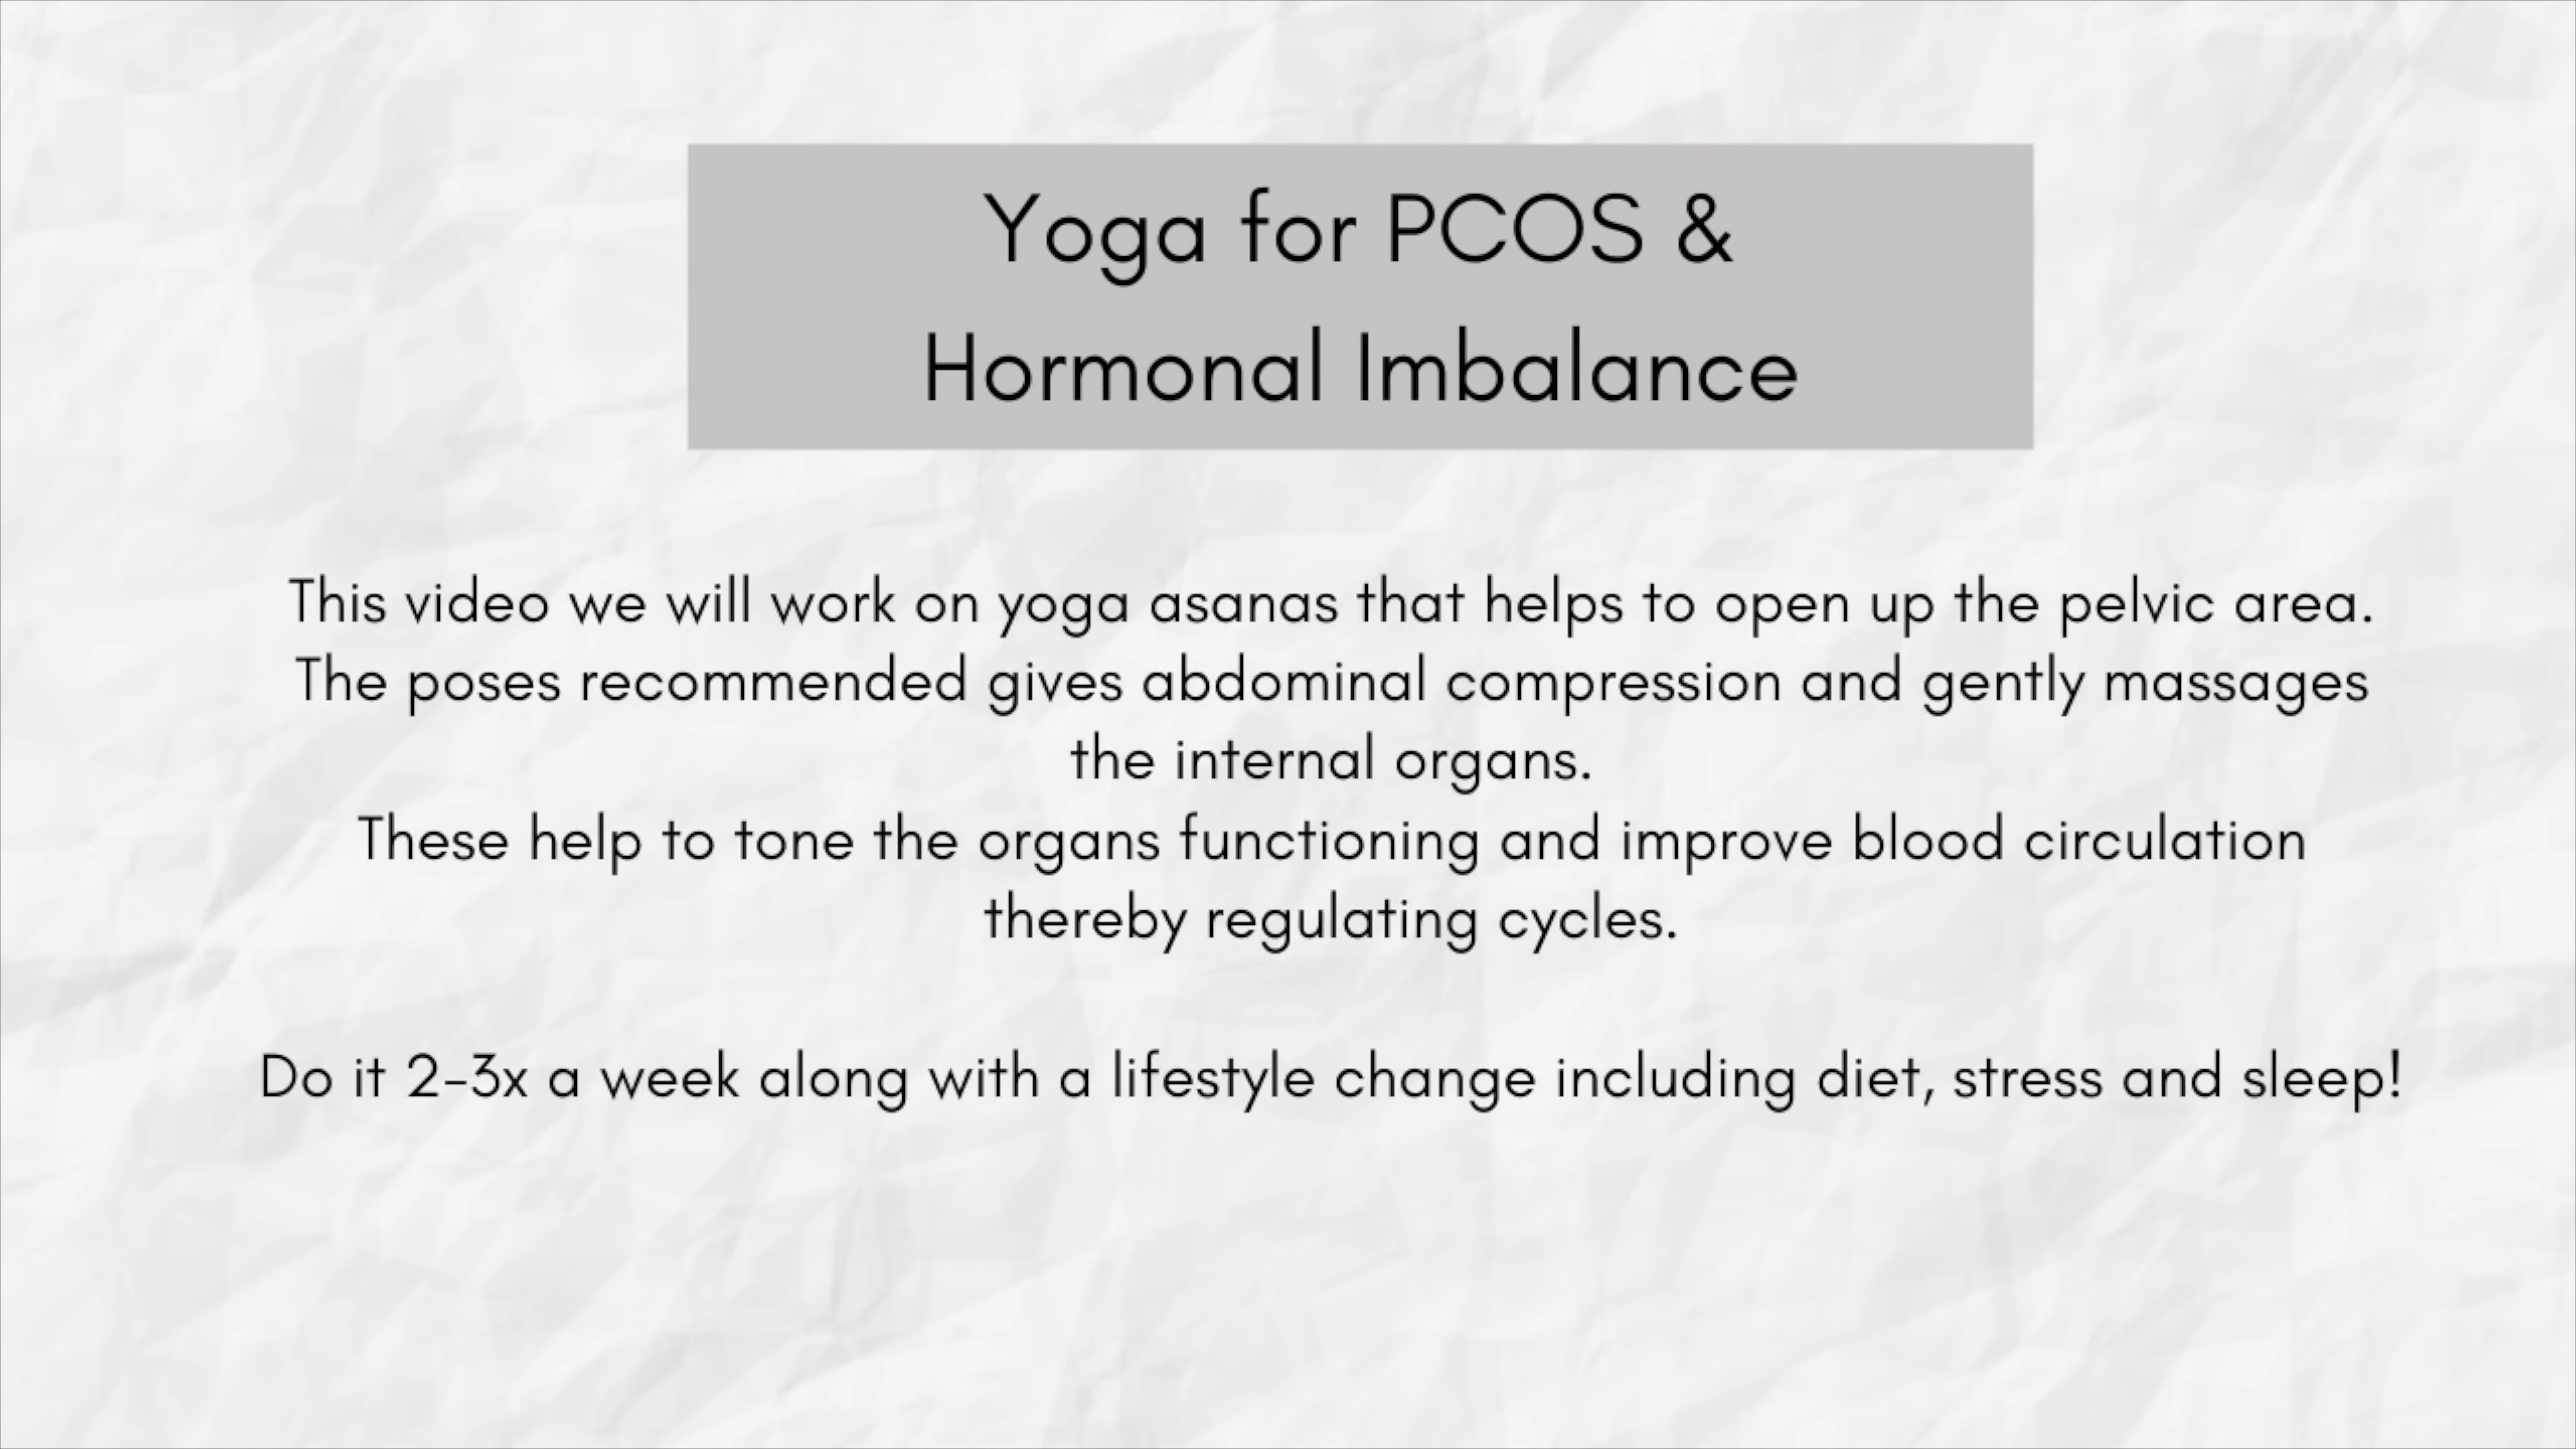 Yoga for PCOS &
Hormonal Imbalance
This video we will work on yoga asanas that helps to open up the pelvic area.
The poses recommended gives abdominal compression and gently massages
the internal organs.
These help to tone the organs functioning and improve blood circulation
thereby regulating cycles.
Do it 2-3x a week along with a lifestyle change including diet, stress and sleep!